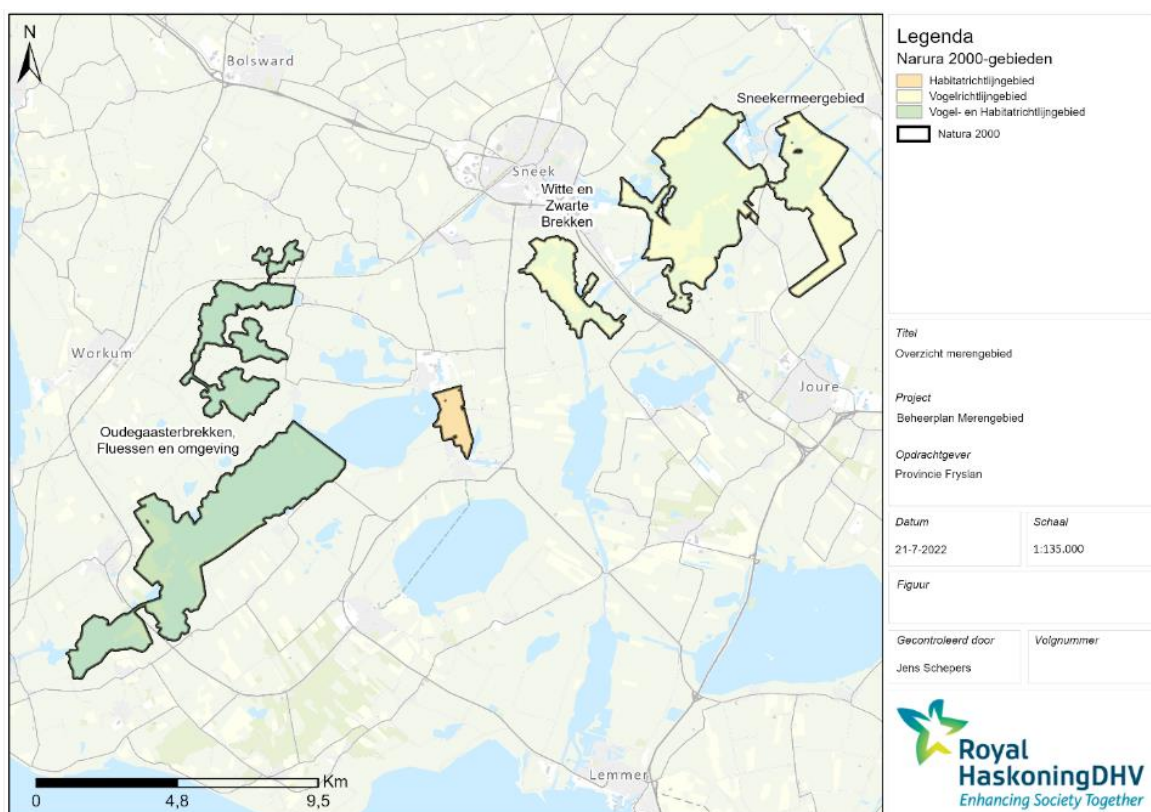 N
Bolsward
Sneekermeergebied
Sneek
Witte en
Zwarte
Brekken
Workum
Joure
Oudegaasterbrekken,
Fluessen en omgeving
Lemmer
Km
0
4,8
9,5
Legenda
Narura 2000-gebieden
Habitatrichtlijngebied
Vogelrichtlijngebied
Vogel- en Habitatrichtlijgebied
Natura 2000
Titel
Overzicht merengebied
Project
Beheerplan Merengebied
Opdrachtgever
Provincie Fryslan
Datum
Schaal
21-7-2022
1:135.000
Figuur
Gecontroleerd door
Volgnummer
Jens Schepers
Royal
HaskoningDHV
Enhancing Society Together